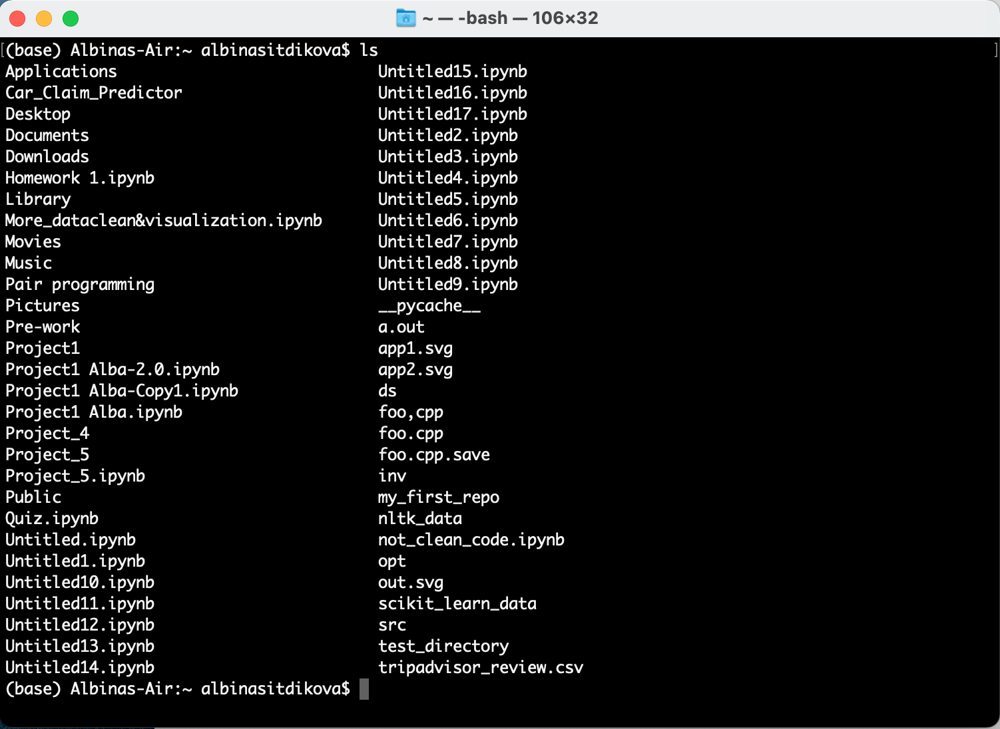 ~ — -bash — 106×32
(base) Albinas-Air:~ albinasitdikova$ ls
Applications Untitled15.ipynb
Car_Claim_Predictor Untitled16.ipynb
Desktop Untitled17.ipynb
Documents Untitled2.ipynb
Downloads Untitled3.ipynb
Homework 1.ipynb Untitled4.ipynb
Library Untitled5.ipynb
More_dataclean&visualization.ipynb Untitled6.ipynb
Movies Untitled7.ipynb
Music Untitled8.ipynb
Pair programming Untitled9.ipynb
Pictures __pycache__
Pre-work a.out
Project1 app1.svg
Project1 Alba-2.0.ipynb app2.svg
Project1 Alba-Copy1.ipynb ds
Project1 Alba.ipynb foo,cpp
Project_4 foo.cpp
Project_5 foo.cpp.save
Project_5.ipynb inv
Public my_first_repo
Quiz.ipynb nltk_data
Untitled.ipynb not_clean_code.ipynb
Untitled1.ipynb opt
Untitled10.ipynb out.svg
Untitled11.ipynb scikit_learn_data
Untitled12.ipynb src
Untitled13.ipynb test_directory
Untitled14.ipynb tripadvisor_review.csv
(base) Albinas-Air:~ albinasitdikova$